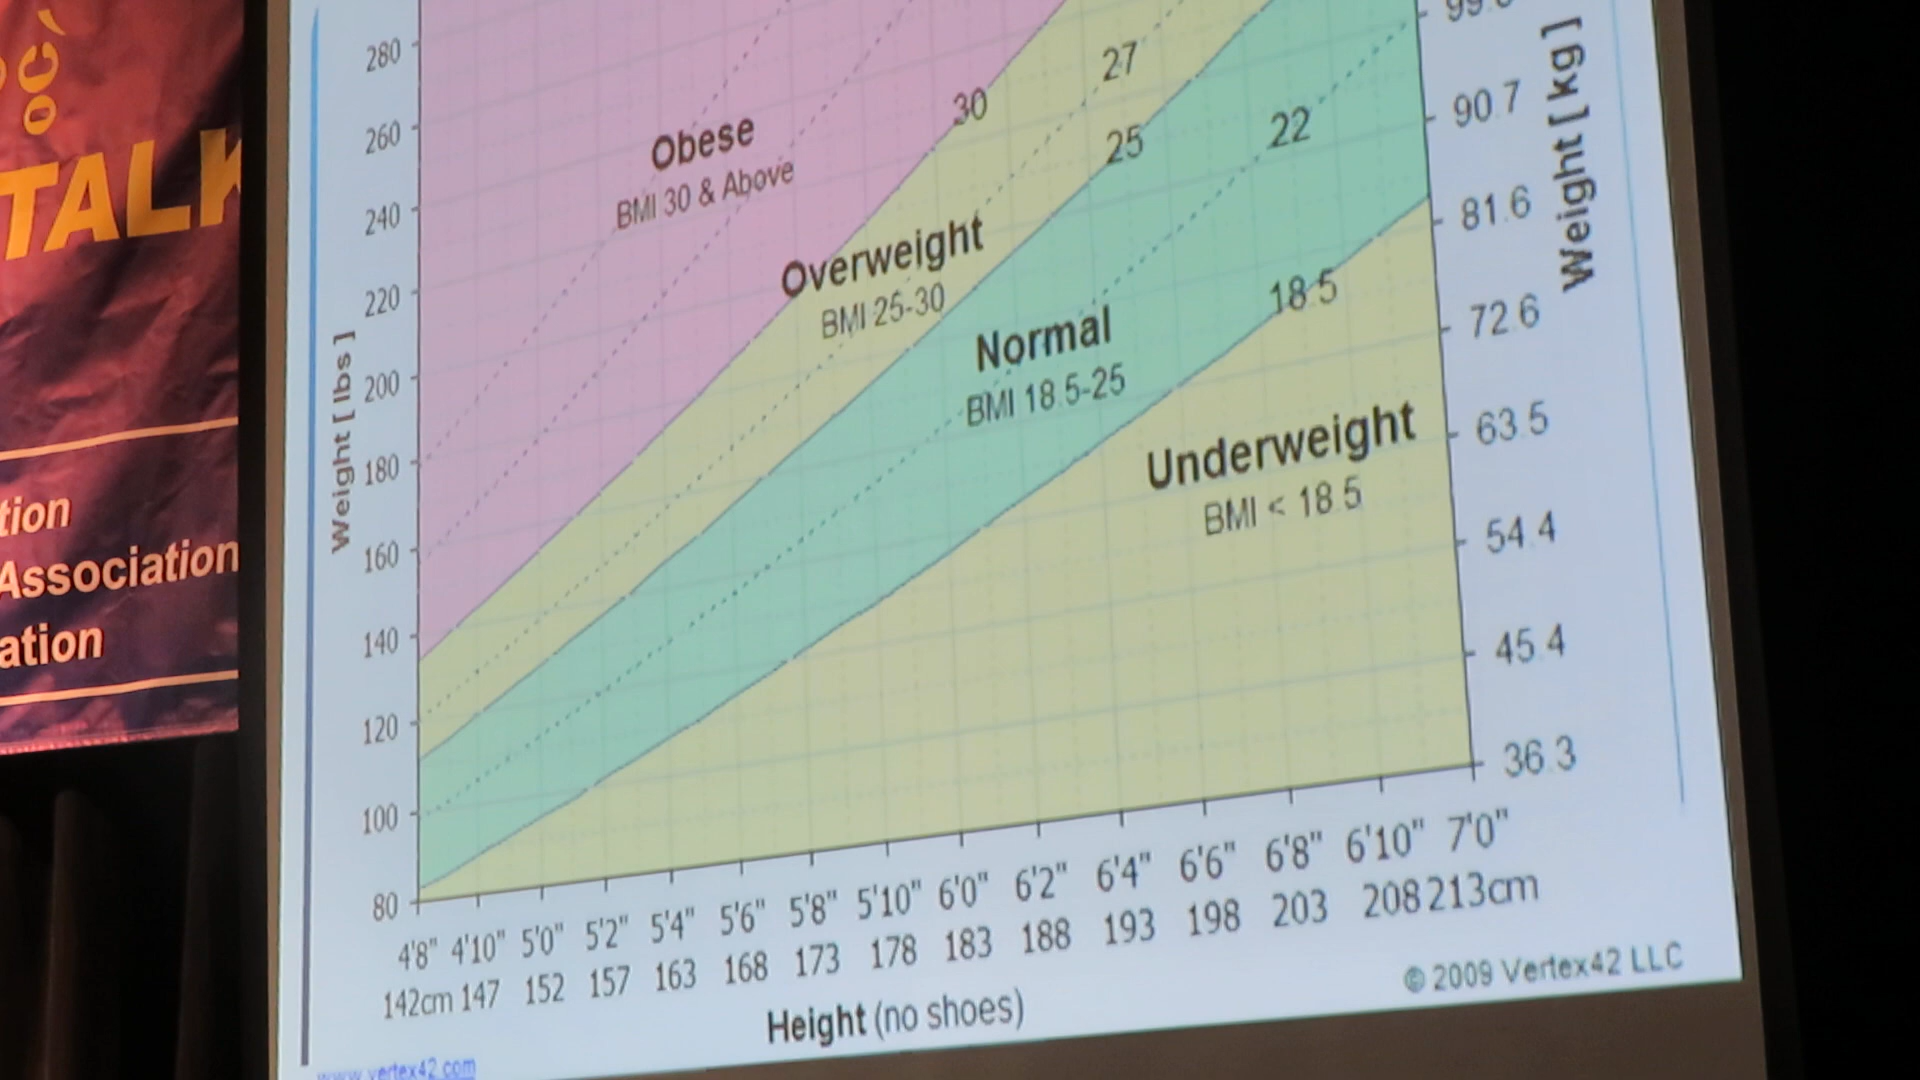 OC,
TALK
tion
Association
ation
Weight [ lbs ]
280
260
240
220
200
180
160
140
120
100
80
Obese
BMI 30 & Above
Overweight
BMI 25-30
Normal
BMI 18.5-25
Underweight
BMI < 18.5
30
27
25
22
18.5
90.7
81.6
72.6
63.5
54.4
45.4
36.3
Weight [ kg ]
4'8" 4'10" 5'0" 5'2" 5'4" 5'6" 5'8" 5'10" 6'0" 6'2" 6'4" 6'6" 6'8" 6'10" 7'0"
142cm 147 152 157 163 168 173 178 183 188 193 198 203 208 213cm
Height (no shoes)
© 2009 Vertex42 LLC
www.vertex42.com